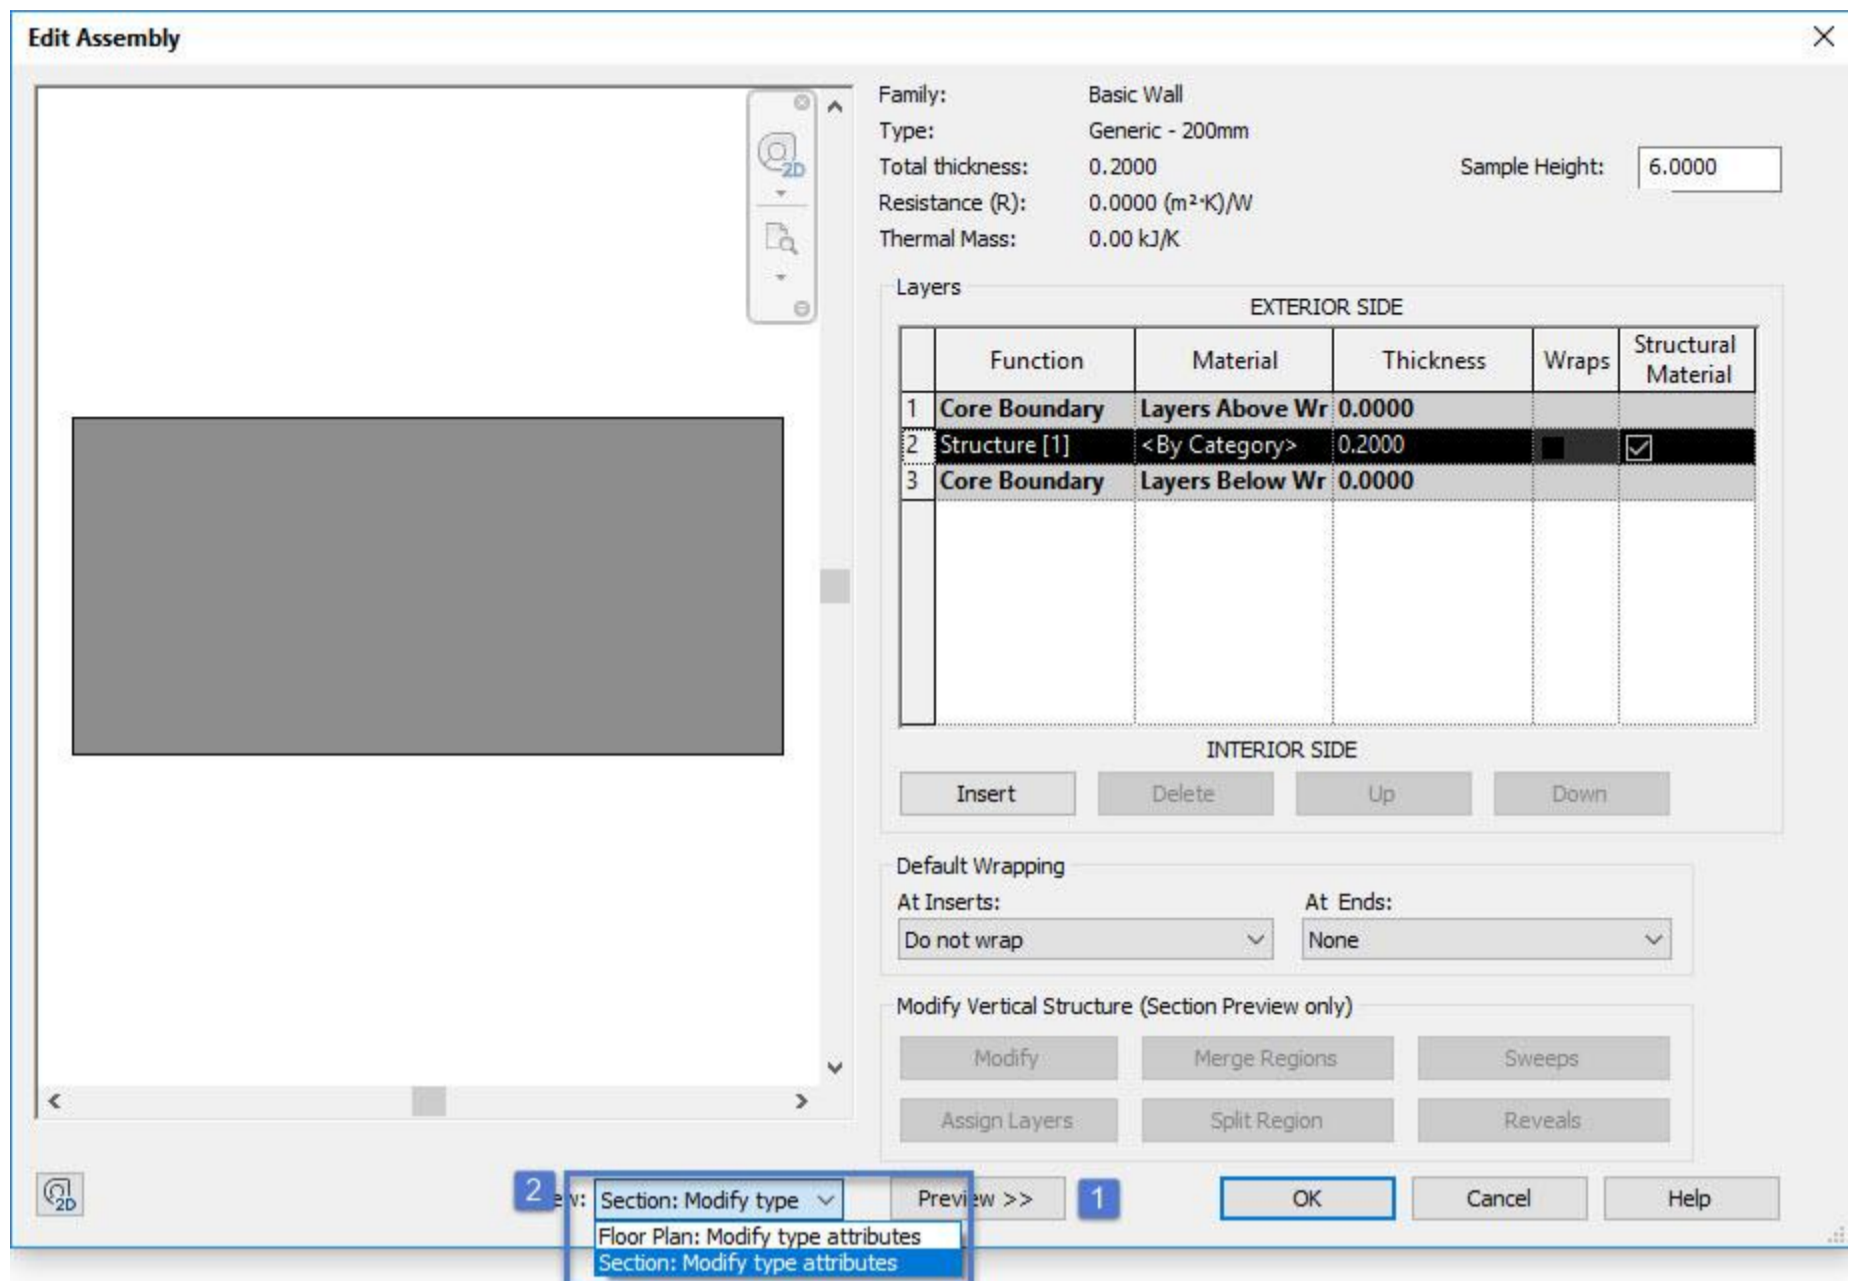 Edit Assembly
2D
Family: Basic Wall
Type: Generic - 200mm
Total thickness: 0.2000 Sample Height: 6.0000
Resistance (R): 0.0000 (m²·K)/W
Thermal Mass: 0.00 kJ/K
Layers
EXTERIOR SIDE
Function Material Thickness Wraps Structural Material
1 Core Boundary Layers Above Wr 0.0000
2 Structure [1] <By Category> 0.2000
3 Core Boundary Layers Below Wr 0.0000
INTERIOR SIDE
Insert Delete Up Down
Default Wrapping
At Inserts: At Ends:
Do not wrap None
Modify Vertical Structure (Section Preview only)
Modify Merge Regions Sweeps
Assign Layers Split Region Reveals
2D 2 ew: Section: Modify type Preview >> 1 OK Cancel Help
Floor Plan: Modify type attributes
Section: Modify type attributes